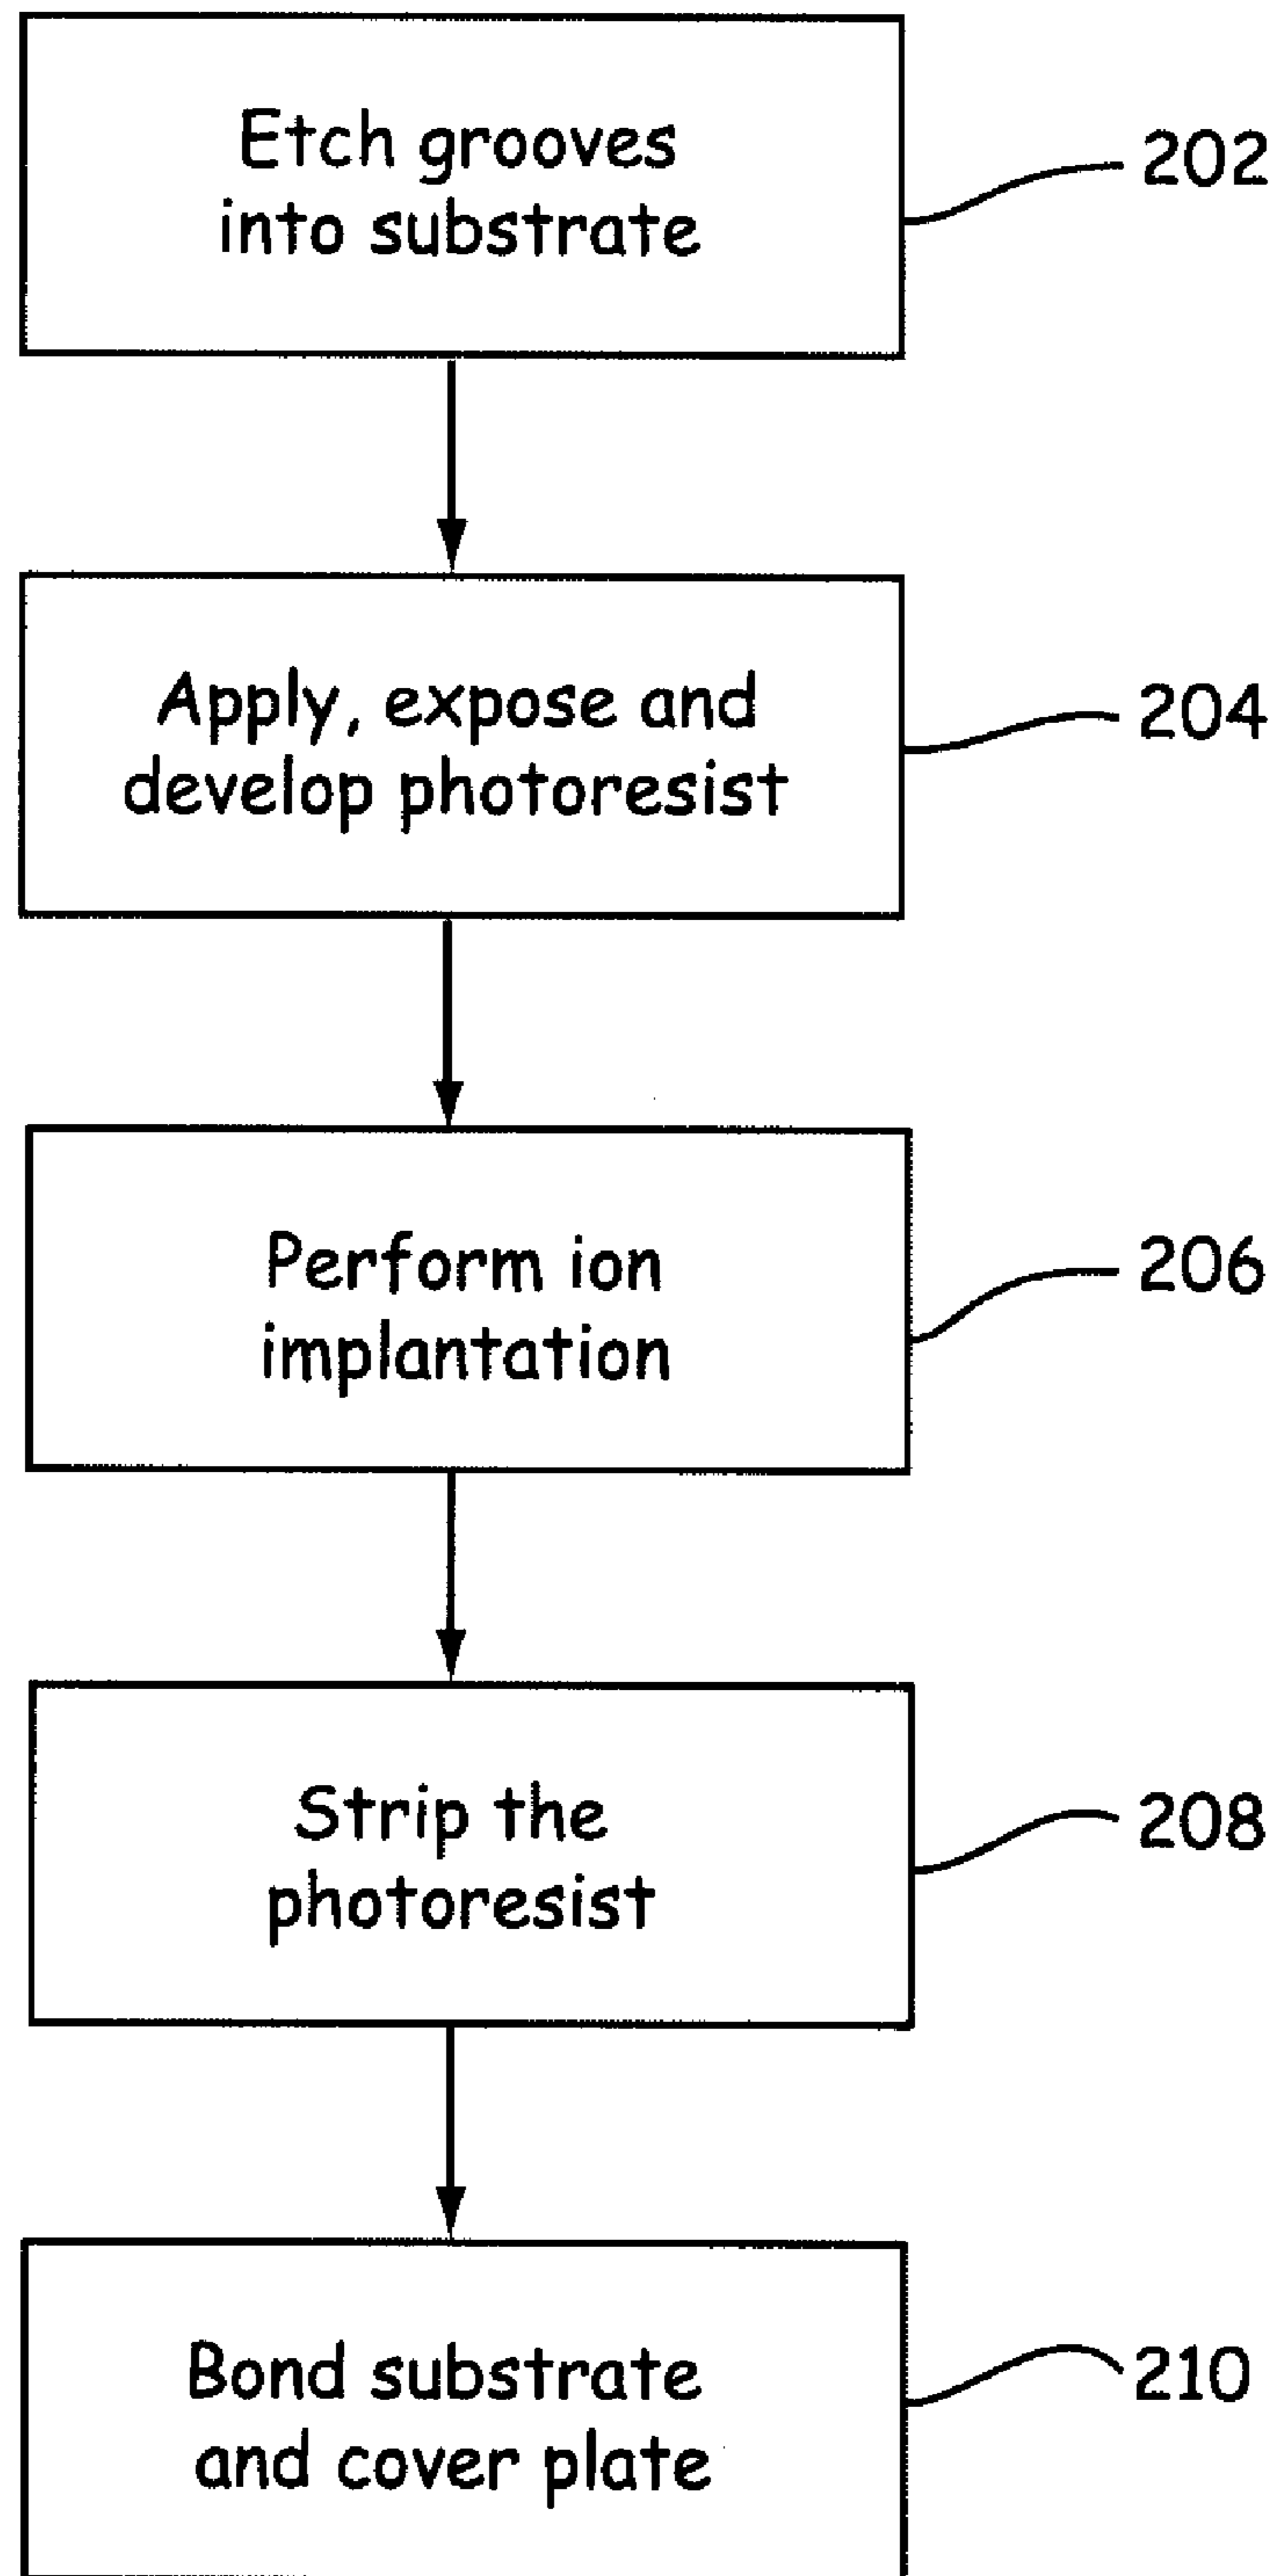 Etch grooves
into substrate
202
Apply, expose and
develop photoresist
204
Perform ion
implantation
206
Strip the
photoresist
208
Bond substrate
and cover plate
210